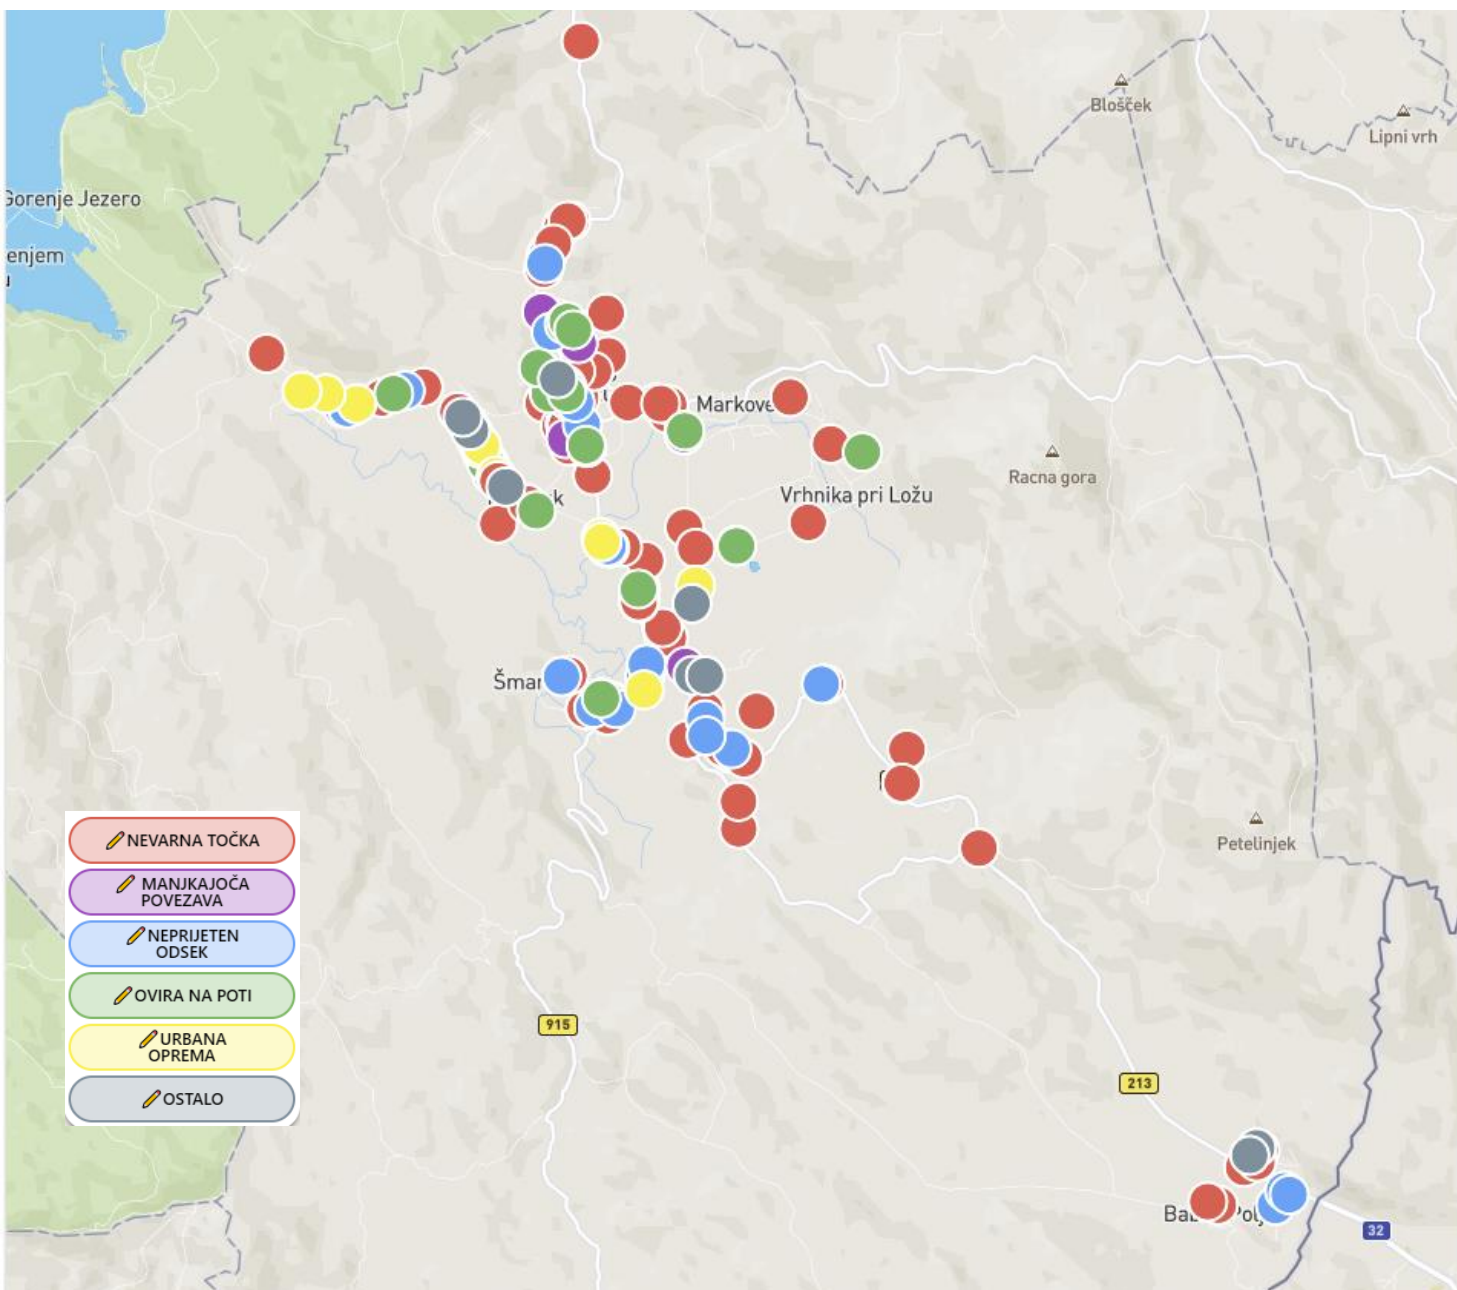 Blošček
Lipni vrh
Gorenje Jezero
enjem
Markove
Racna gora
Vrhnika pri Ložu
Šmar
Petelinjek
NEVARNA TOČKA
MANJKAJOČA
POVEZAVA
NEPRIJETEN
ODSEK
OVIRA NA POTI
URBANA
OPREMA
OSTALO
915
213
32